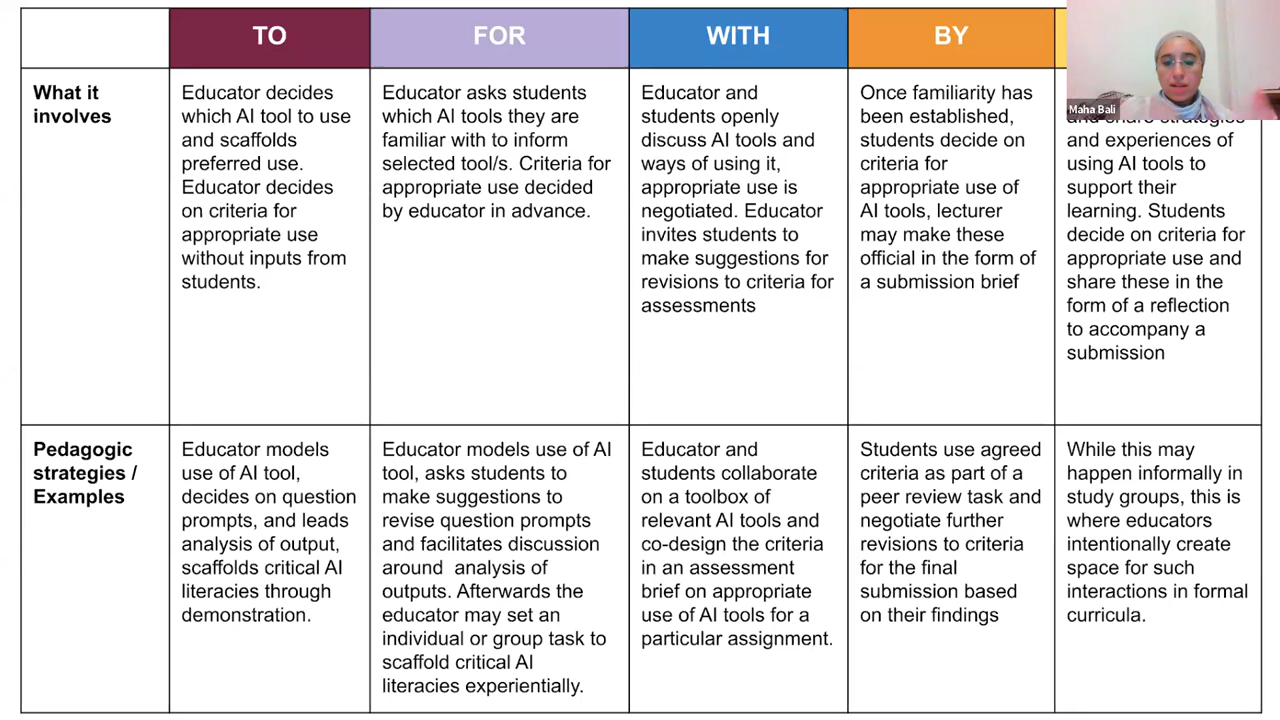 TO
FOR
WITH
BY
Maha Bali
What it
involves
Educator decides
which AI tool to use
and scaffolds
preferred use.
Educator decides
on criteria for
appropriate use
without inputs from
students.
Educator asks students
which AI tools they are
familiar with to inform
selected tool/s. Criteria for
appropriate use decided
by educator in advance.
Educator and
students openly
discuss AI tools and
ways of using it,
appropriate use is
negotiated. Educator
invites students to
make suggestions for
revisions to criteria for
assessments
Once familiarity has
been established,
students decide on
criteria for
appropriate use of
AI tools, lecturer
may make these
official in the form of
a submission brief
and share strategies
and experiences of
using AI tools to
support their
learning. Students
decide on criteria for
appropriate use and
share these in the
form of a reflection
to accompany a
submission
Pedagogic
strategies /
Examples
Educator models
use of AI tool,
decides on question
prompts, and leads
analysis of output,
scaffolds critical AI
literacies through
demonstration.
Educator models use of AI
tool, asks students to
make suggestions to
revise question prompts
and facilitates discussion
around analysis of
outputs. Afterwards the
educator may set an
individual or group task to
scaffold critical AI
literacies experientially.
Educator and
students collaborate
on a toolbox of
relevant AI tools and
co-design the criteria
in an assessment
brief on appropriate
use of AI tools for a
particular assignment.
Students use agreed
criteria as part of a
peer review task and
negotiate further
revisions to criteria
for the final
submission based
on their findings
While this may
happen informally in
study groups, this is
where educators
intentionally create
space for such
interactions in formal
curricula.